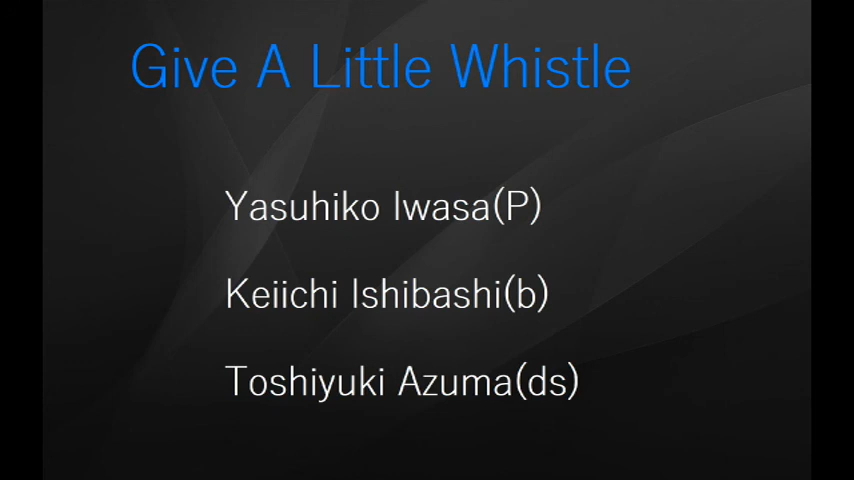 Give A Little Whistle
Yasuhiko Iwasa(P)
Keiichi Ishibashi(b)
Toshiyuki Azuma(ds)